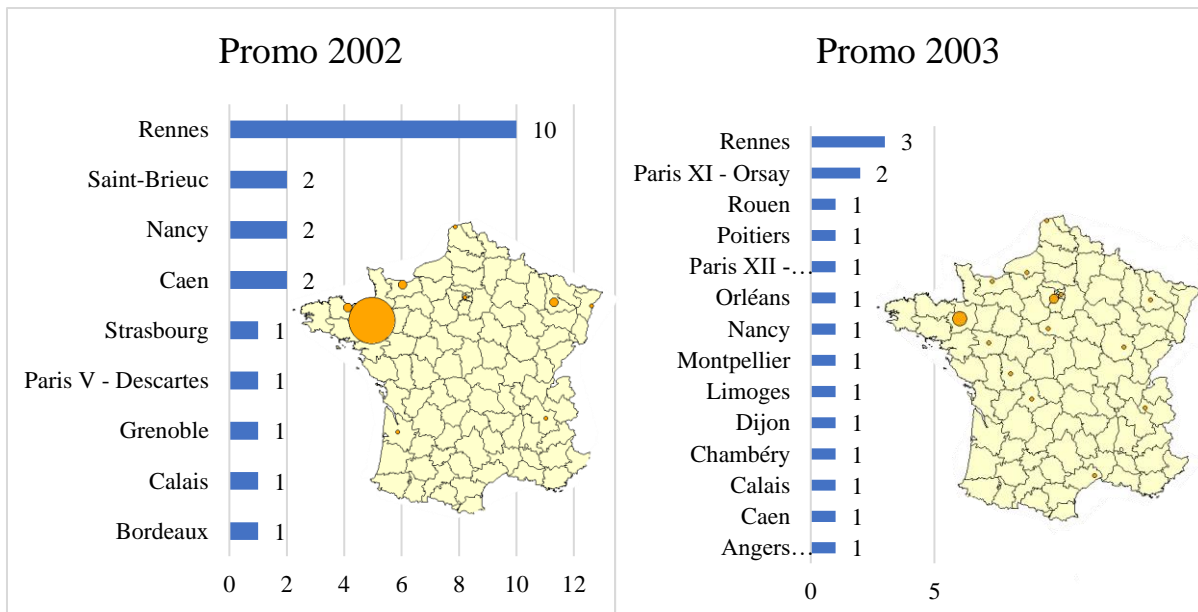 Promo 2002
Rennes 10
Saint-Brieuc 2
Nancy 2
Caen 2
Strasbourg 1
Paris V - Descartes 1
Grenoble 1
Calais 1
Bordeaux 1
0 2 4 6 8 10 12
Promo 2003
Rennes 3
Paris XI - Orsay 2
Rouen 1
Poitiers 1
Paris XII -… 1
Orléans 1
Nancy 1
Montpellier 1
Limoges 1
Dijon 1
Chambéry 1
Calais 1
Caen 1
Angers… 1
0 5